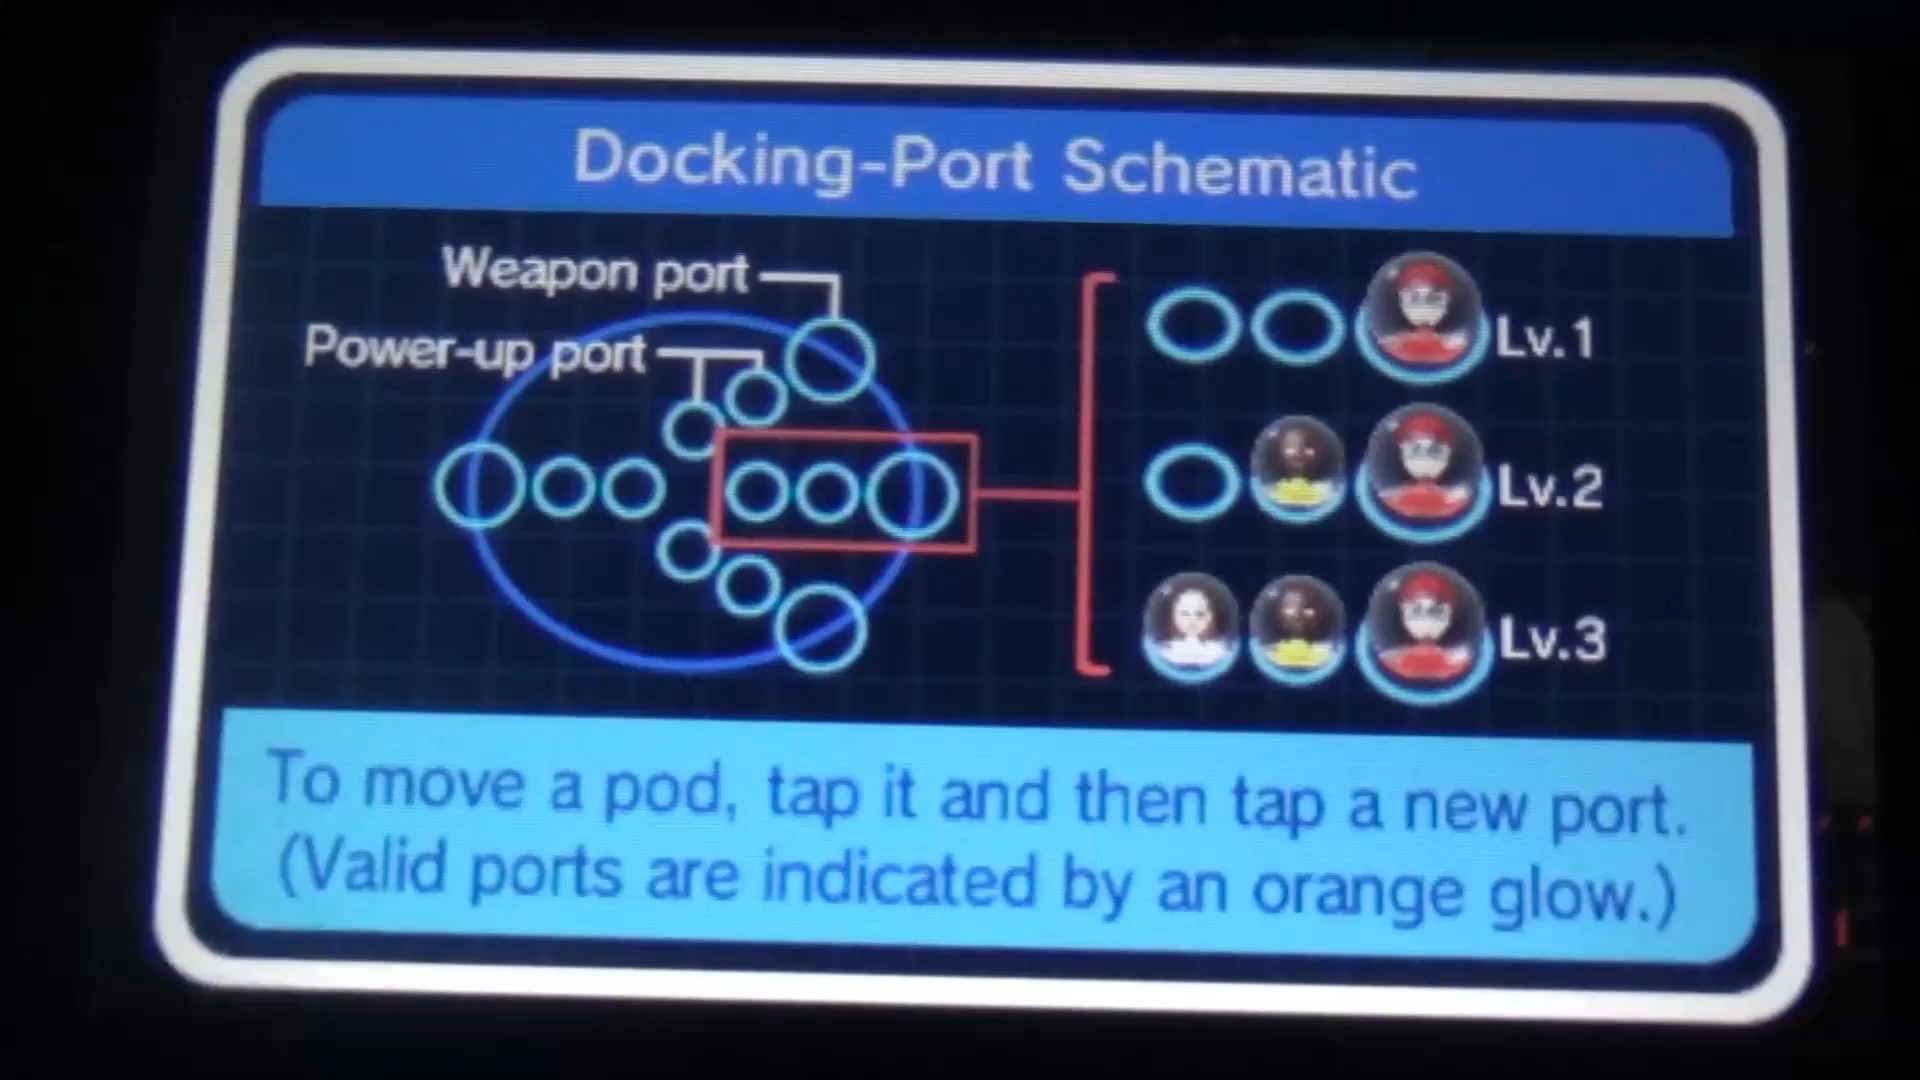 Docking-Port Schematic
Weapon port
Power-up port
Lv.1
Lv.2
Lv.3
To move a pod, tap it and then tap a new port.
(Valid ports are indicated by an orange glow.)